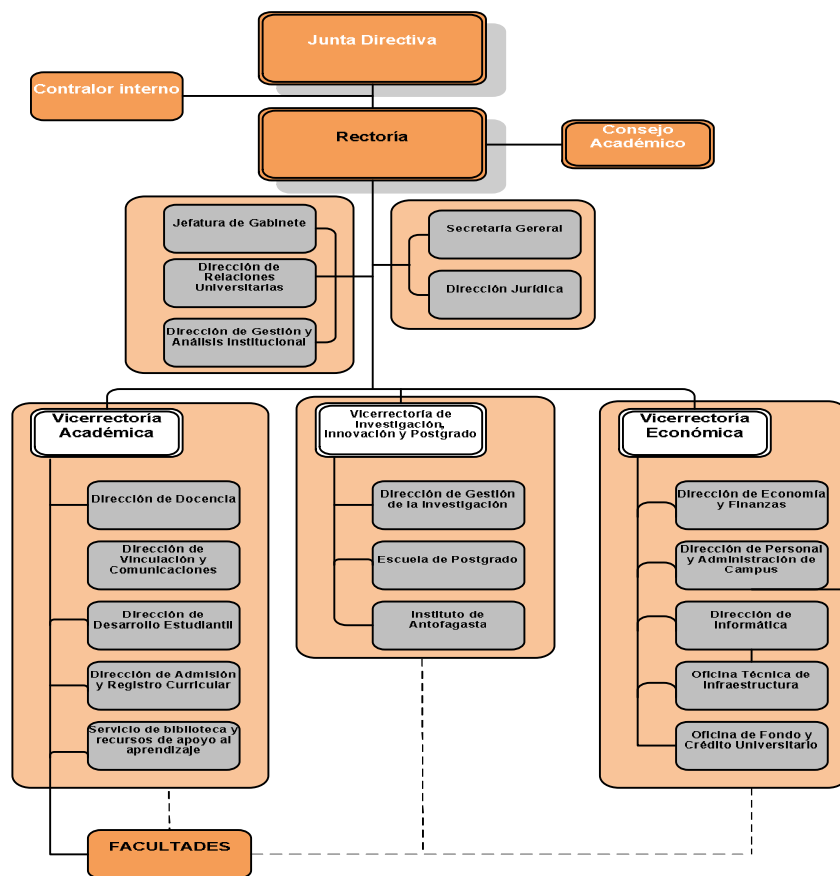 Junta Directiva
Contralor interno
Rectoría
Consejo
Académico
Jefatura de Gabinete
Dirección de
Relaciones
Universitarias
Dirección de Gestión y
Análisis Institucional
Secretaría Gereral
Dirección Jurídica
Vicerrectoría
Académica
Dirección de Docencia
Dirección de
Vinculación y
Comunicaciones
Dirección de
Desarrollo Estudiantil
Dirección de Admisión
y Registro Curricular
Servicio de biblioteca y
recursos de apoyo al
aprendizaje
Vicerrectoría de
Investigación,
Innovación y Postgrado
Dirección de Gestión
de la Investigación
Escuela de Postgrado
Instituto de
Antofagasta
Vicerrectoría
Económica
Dirección de Economía
y Finanzas
Dirección de Personal
y Administración de
Campus
Dirección de
Informática
Oficina Técnica de
Infraestructura
Oficina de Fondo y
Crédito Universitario
FACULTADES